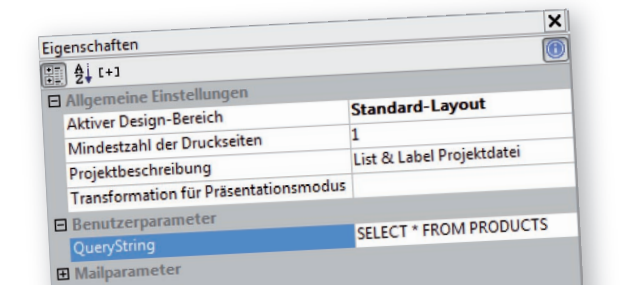 Eigenschaften
[+]
Allgemeine Einstellungen
Aktiver Design-Bereich Standard-Layout
Mindestzahl der Druckseiten 1
Projektbeschreibung List & Label Projektdatei
Transformation für Präsentationsmodus
Benutzerparameter
QueryString SELECT * FROM PRODUCTS
Mailparameter